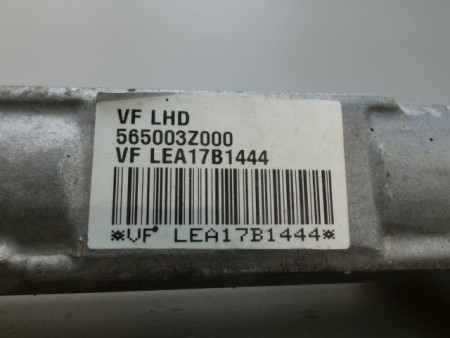 VF LHD
565003Z000
VF LEA17B1444
*VF LEA17B1444*